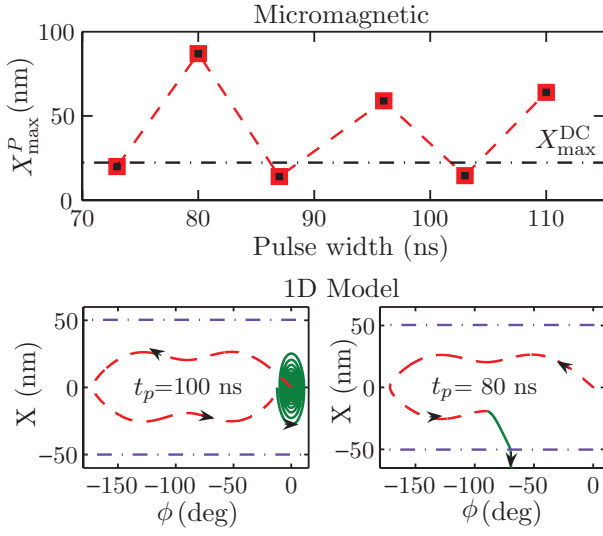 Micromagnetic
X^P_max (nm)
100
50
0
X^DC_max
70 80 90 100 110
Pulse width (ns)
1D Model
X (nm)
50
0
−50
t_p=100 ns
−150 −100 −50 0
ϕ (deg)
X (nm)
50
0
−50
t_p= 80 ns
−150 −100 −50 0
ϕ (deg)